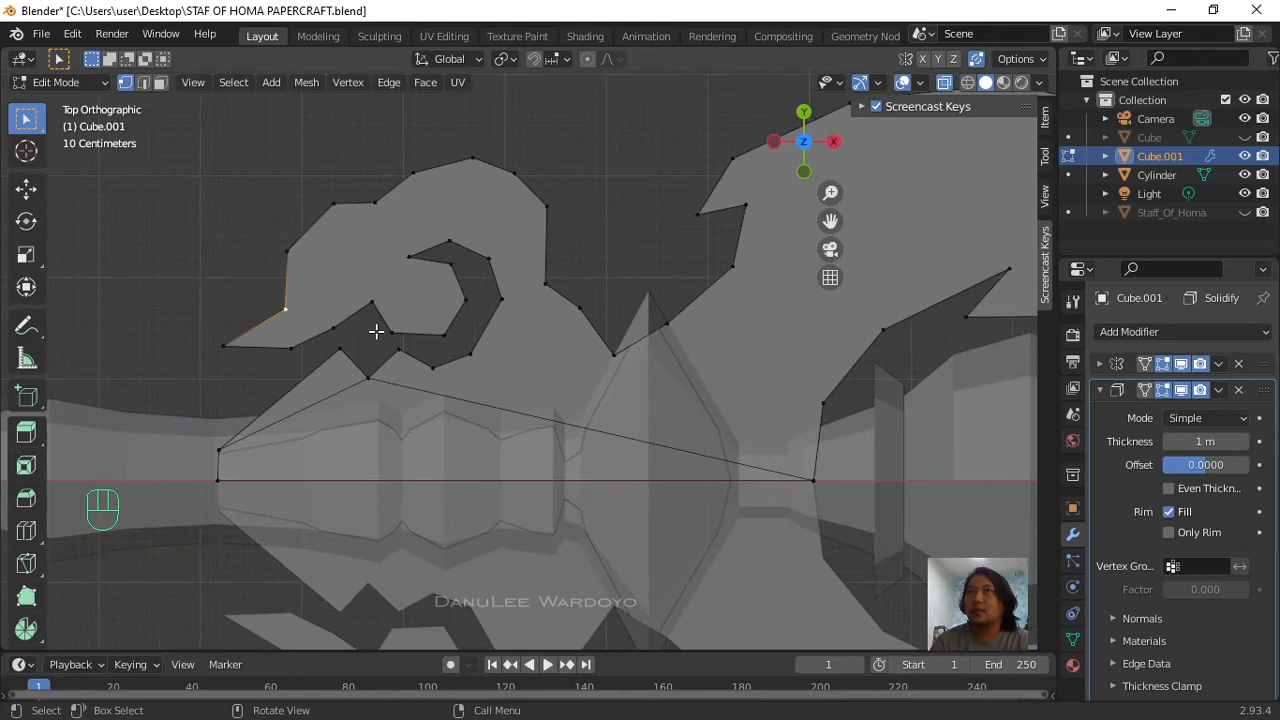 Blender* [C:\Users\user\Desktop\STAF OF HOMA PAPERCRAFT.blend]
File Edit Render Window Help Layout Modeling Sculpting UV Editing Texture Paint Shading Animation Rendering Compositing Geometry Nod Scene View Layer
Global X Y Z Options
Edit Mode View Select Add Mesh Vertex Edge Face UV
Top Orthographic
(1) Cube.001
10 Centimeters
Screencast Keys
Y
X
Z
Item
Tool
View
Screencast Keys
Scene Collection
Collection
Camera
Cube
Cube.001
Cylinder
Light
Staff_Of_Homa
Cube.001 Solidify
Add Modifier
Mode Simple
Thickness 1 m
Offset 0.0000
Even Thickn...
Rim Fill
Only Rim
Vertex Gro...
Factor 0.000
Normals
Materials
Edge Data
Thickness Clamp
DanuLee Wardoyo
Playback Keying View Marker 1 Start 1 End 250
1 20 40 60 80 100 120 140 160 180 200 220 240
Select Box Select Rotate View Call Menu 2.93.4